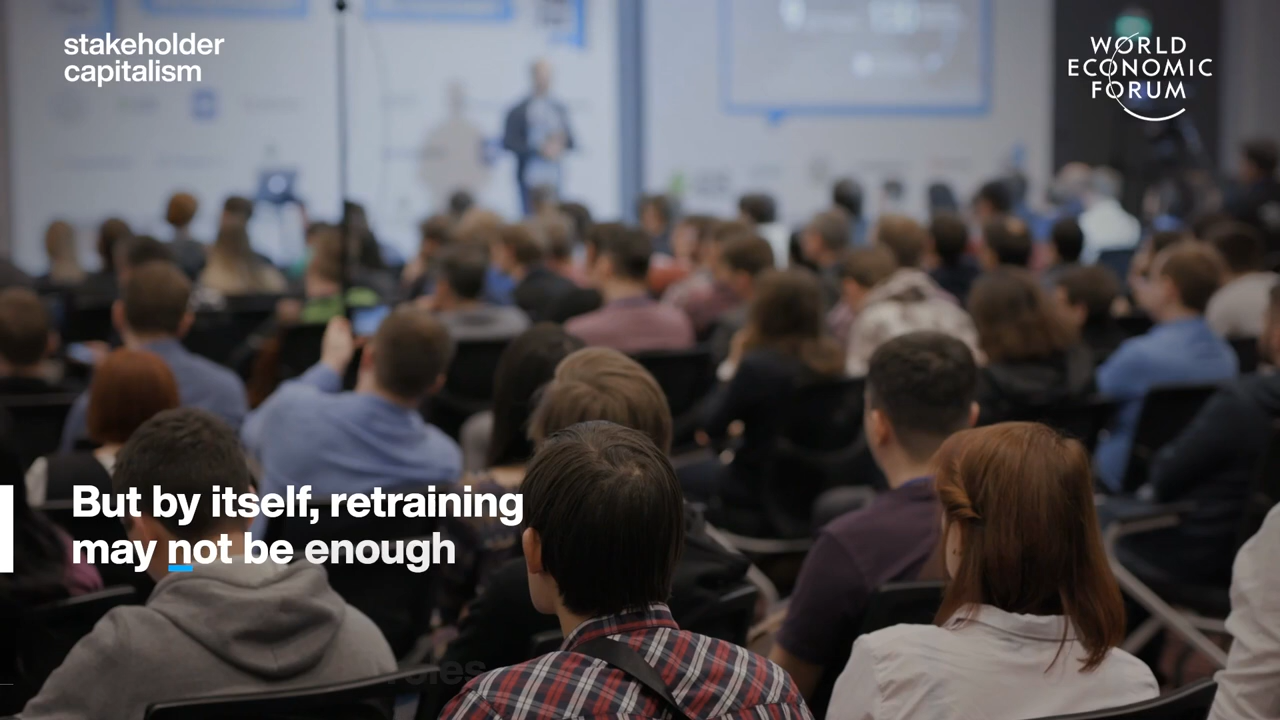 stakeholder
capitalism
WORLD
ECONOMIC
FORUM
But by itself, retraining
may not be enough